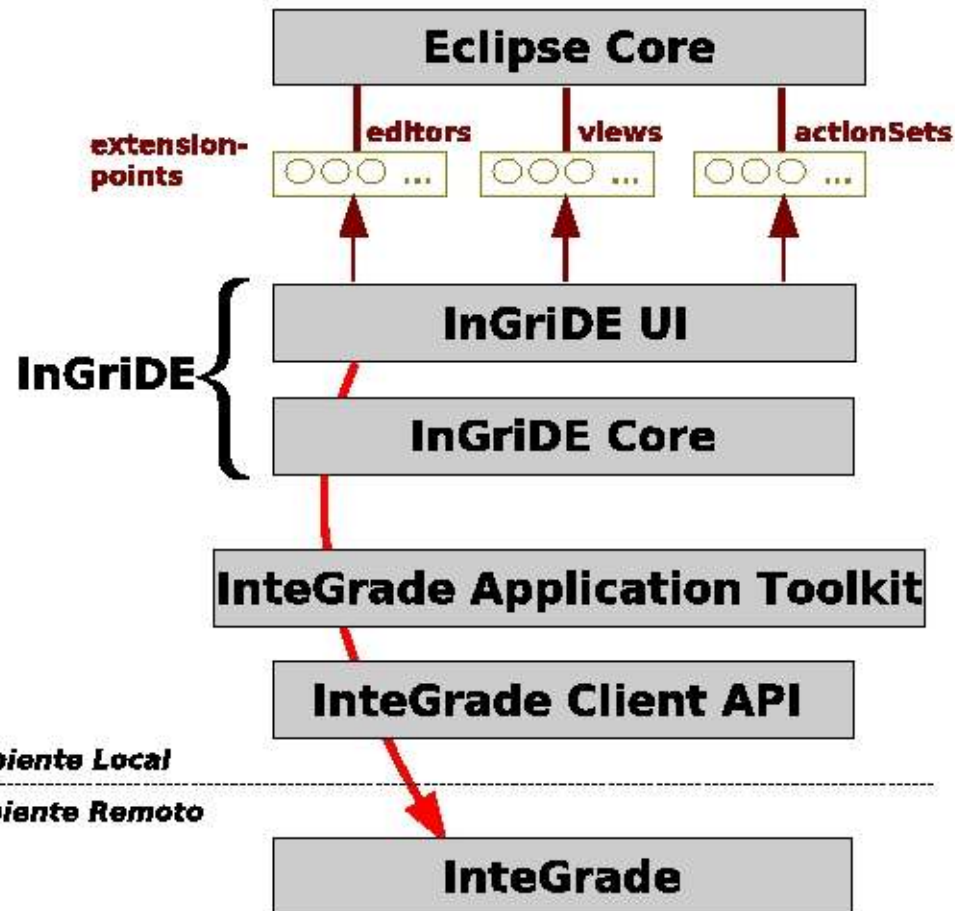 Eclipse Core
extension-
points
editors
views
actionSets
...
...
...
InGriDE
InGriDE UI
InGriDE Core
InteGrade Application Toolkit
InteGrade Client API
biente Local
biente Remoto
InteGrade